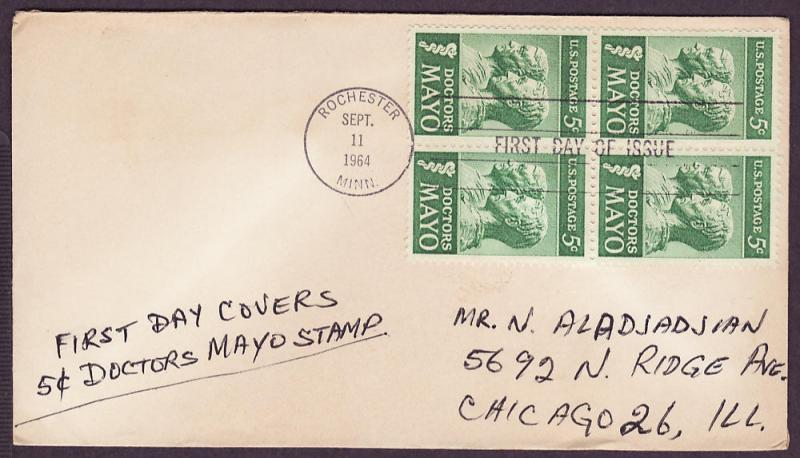 U.S. POSTAGE 5c
DOCTORS
MAYO
U.S. POSTAGE 5c
DOCTORS
MAYO
ROCHESTER
SEPT.
11
1964
MINN.
FIRST DAY OF ISSUE
U.S. POSTAGE 5c
DOCTORS
MAYO
U.S. POSTAGE 5c
DOCTORS
MAYO
FIRST DAY COVERS
5¢ DOCTORS MAYO STAMP
MR. N. ALADJADJIAN
5692 N. RIDGE AVE.
CHICAGO 26, ILL.